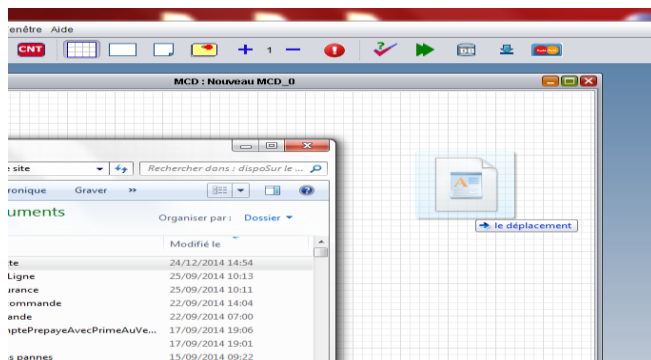 enêtre Aide
CNT
1
MCD : Nouveau MCD_0
e site
Rechercher dans : dispoSur le ...
ronique Graver »
uments
Organiser par : Dossier
Modifié le
te 24/12/2014 14:54
Ligne 25/09/2014 10:13
urance 25/09/2014 10:11
commande 22/09/2014 14:04
ande 22/09/2014 07:00
mptePrepayeAvecPrimeAuVe... 17/09/2014 19:06
17/09/2014 19:01
s pannes 15/09/2014 09:22
le déplacement